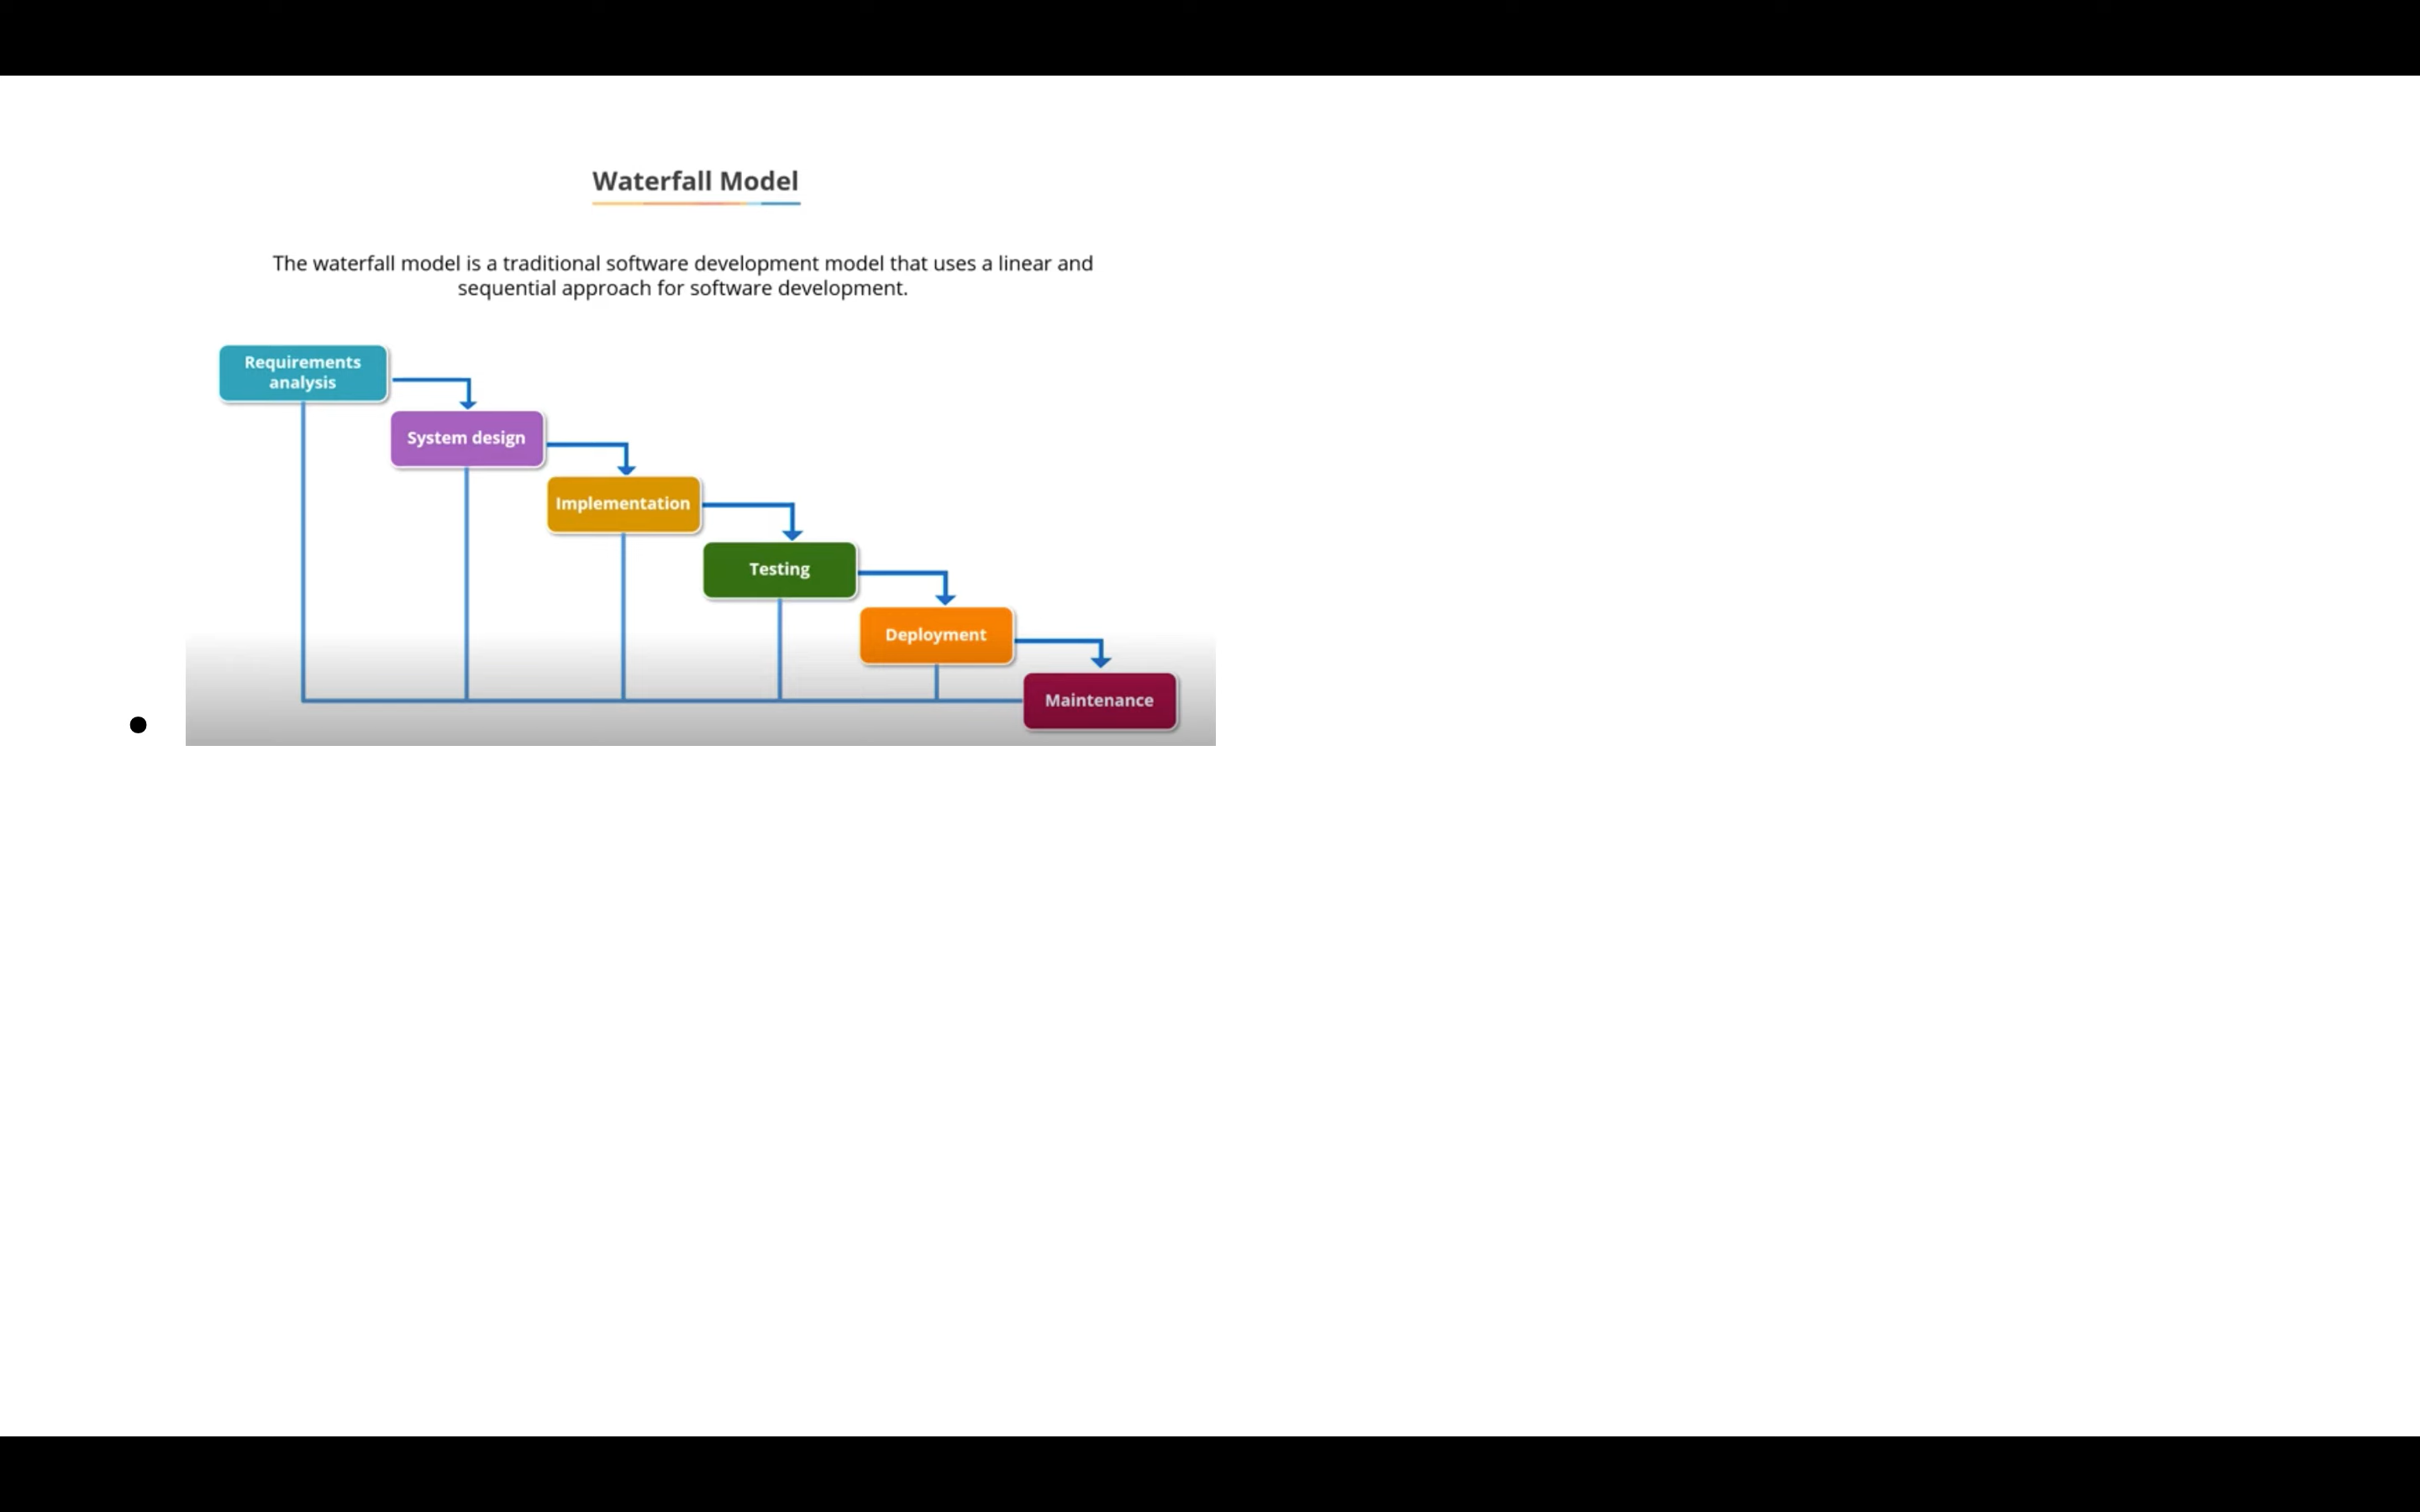 Waterfall Model
The waterfall model is a traditional software development model that uses a linear and
sequential approach for software development.
Requirements
analysis
System design
Implementation
Testing
Deployment
Maintenance